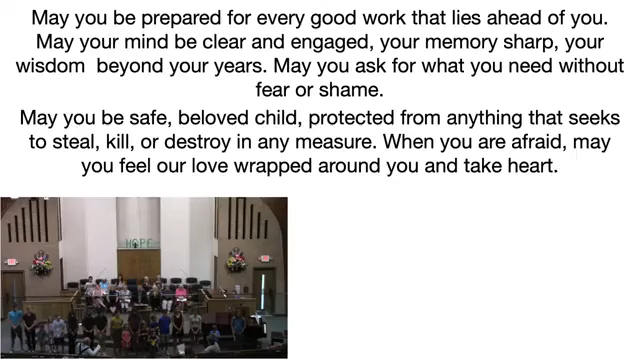 May you be prepared for every good work that lies ahead of you.
May your mind be clear and engaged, your memory sharp, your
wisdom  beyond your years. May you ask for what you need without
fear or shame.
May you be safe, beloved child, protected from anything that seeks
to steal, kill, or destroy in any measure. When you are afraid, may
you feel our love wrapped around you and take heart.
HOPE